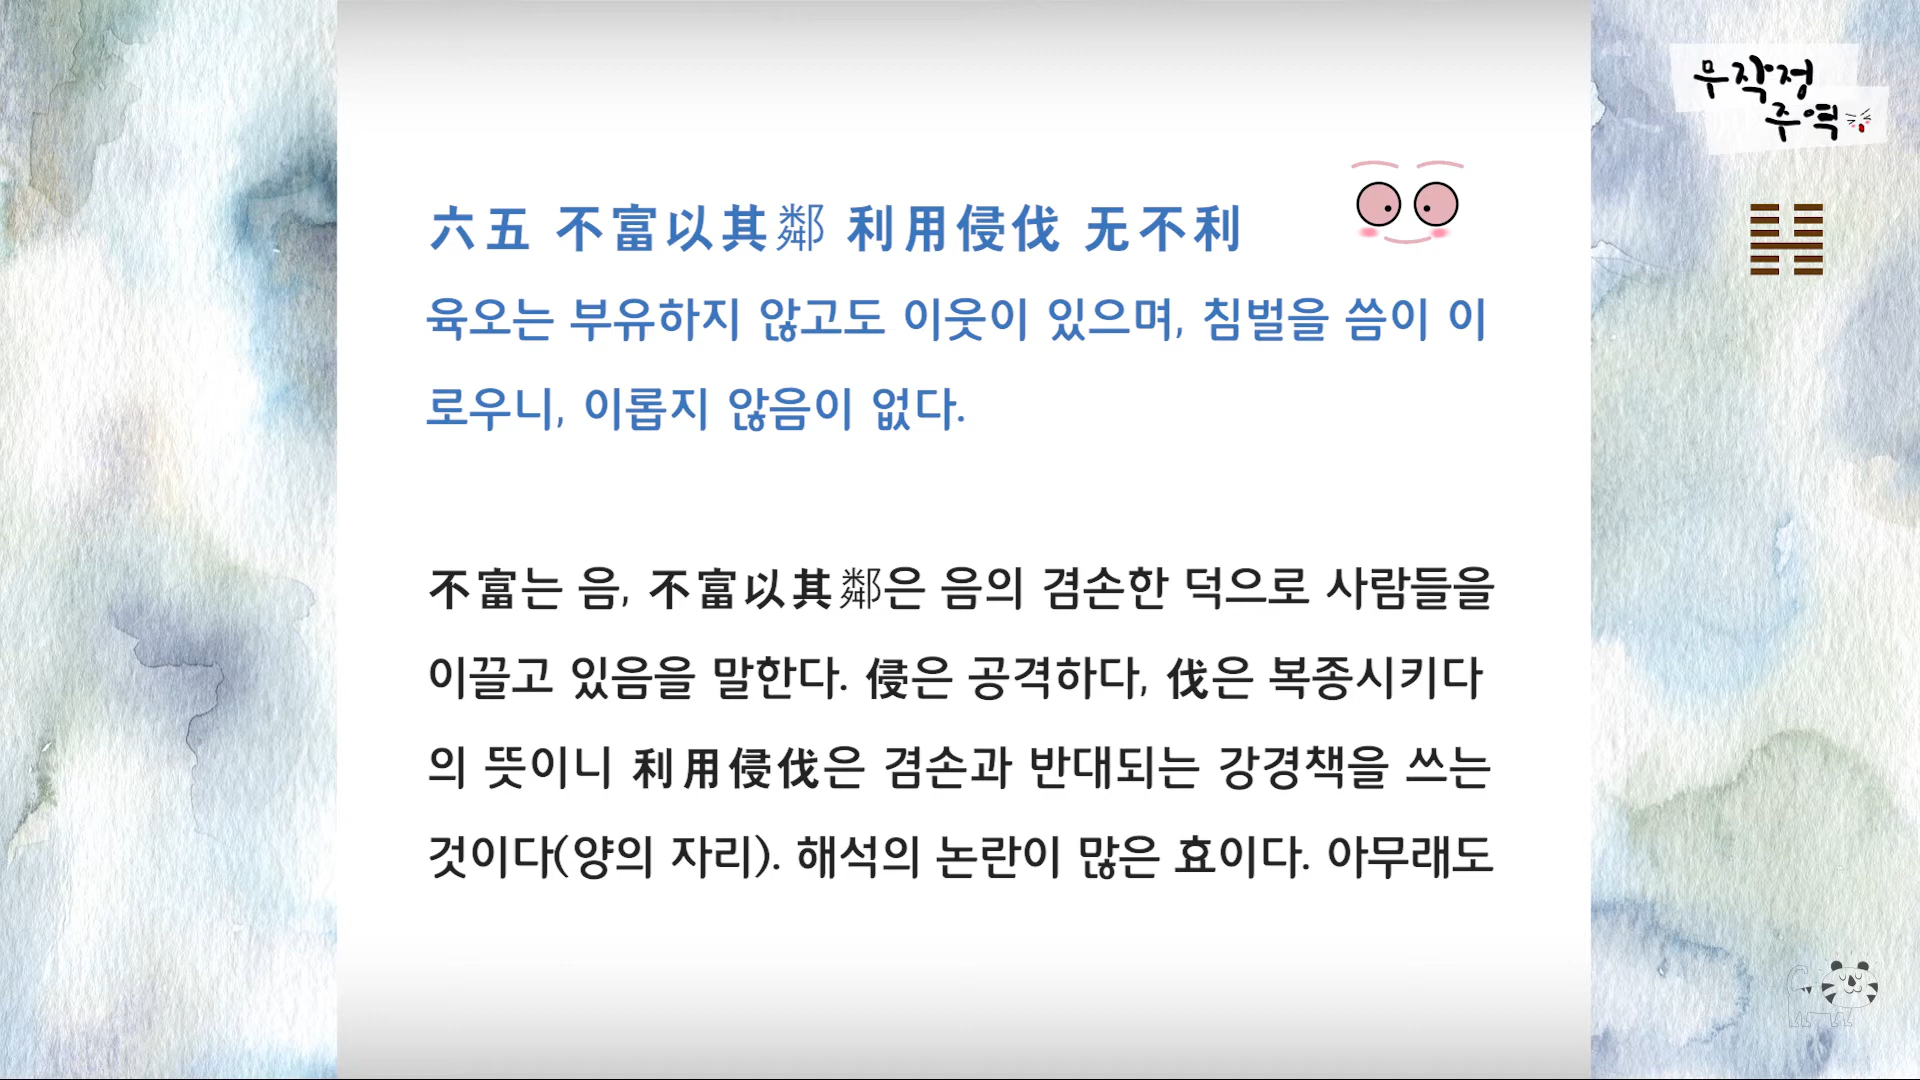 무작정
주역
六五 不富以其鄰 利用侵伐 无不利
육오는 부유하지 않고도 이웃이 있으며, 침벌을 씀이 이
로우니, 이롭지 않음이 없다.
不富는 음, 不富以其鄰은 음의 겸손한 덕으로 사람들을
이끌고 있음을 말한다. 侵은 공격하다, 伐은 복종시키다
의 뜻이니 利用侵伐은 겸손과 반대되는 강경책을 쓰는
것이다(양의 자리). 해석의 논란이 많은 효이다. 아무래도